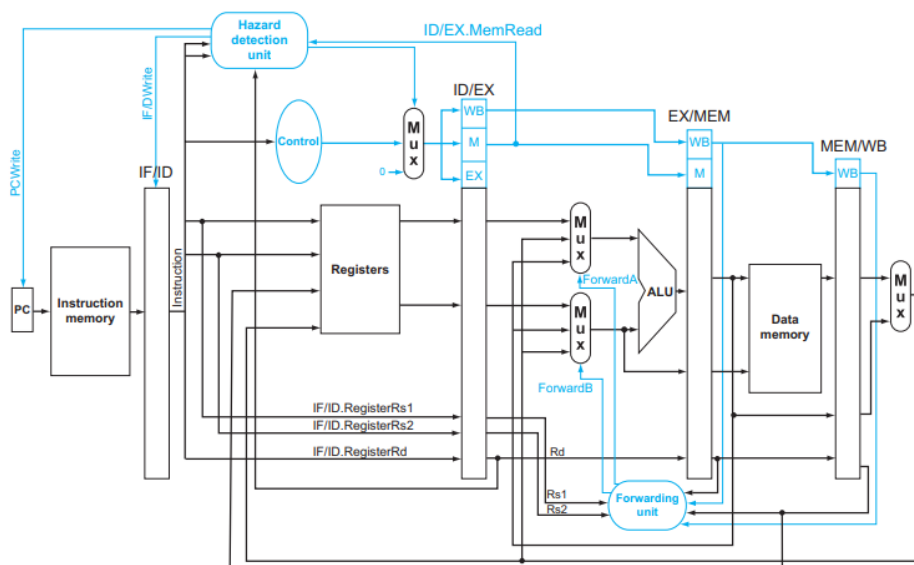 Hazard
detection
unit
ID/EX.MemRead
ID/EX
EX/MEM
MEM/WB
IF/ID
PCWrite
IF/DWrite
Control
0
M
u
x
WB
M
EX
WB
M
WB
PC
Instruction
memory
Instruction
Registers
M
u
x
ForwardA
M
u
x
ForwardB
ALU
Data
memory
M
u
x
IF/ID.RegisterRs1
IF/ID.RegisterRs2
IF/ID.RegisterRd
Rd
Rs1
Rs2
Forwarding
unit